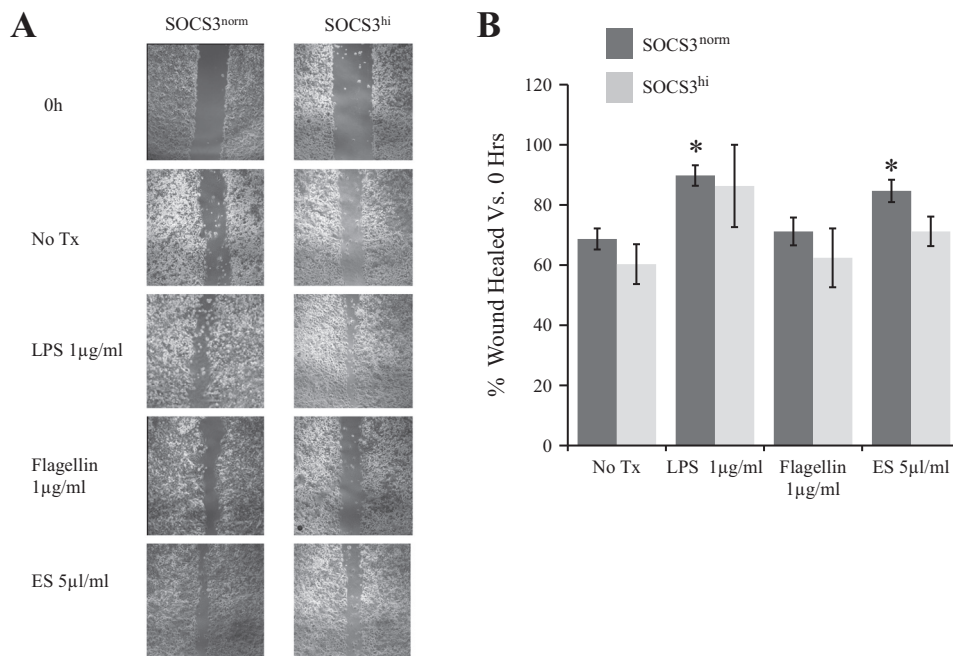 A
SOCS3norm
SOCS3hi
0h
No Tx
LPS 1µg/ml
Flagellin
1µg/ml
ES 5µl/ml
B
SOCS3norm
SOCS3hi
% Wound Healed Vs. 0 Hrs
120
100
80
60
40
20
0
*
*
No Tx
LPS 1µg/ml
Flagellin
1µg/ml
ES 5µl/ml